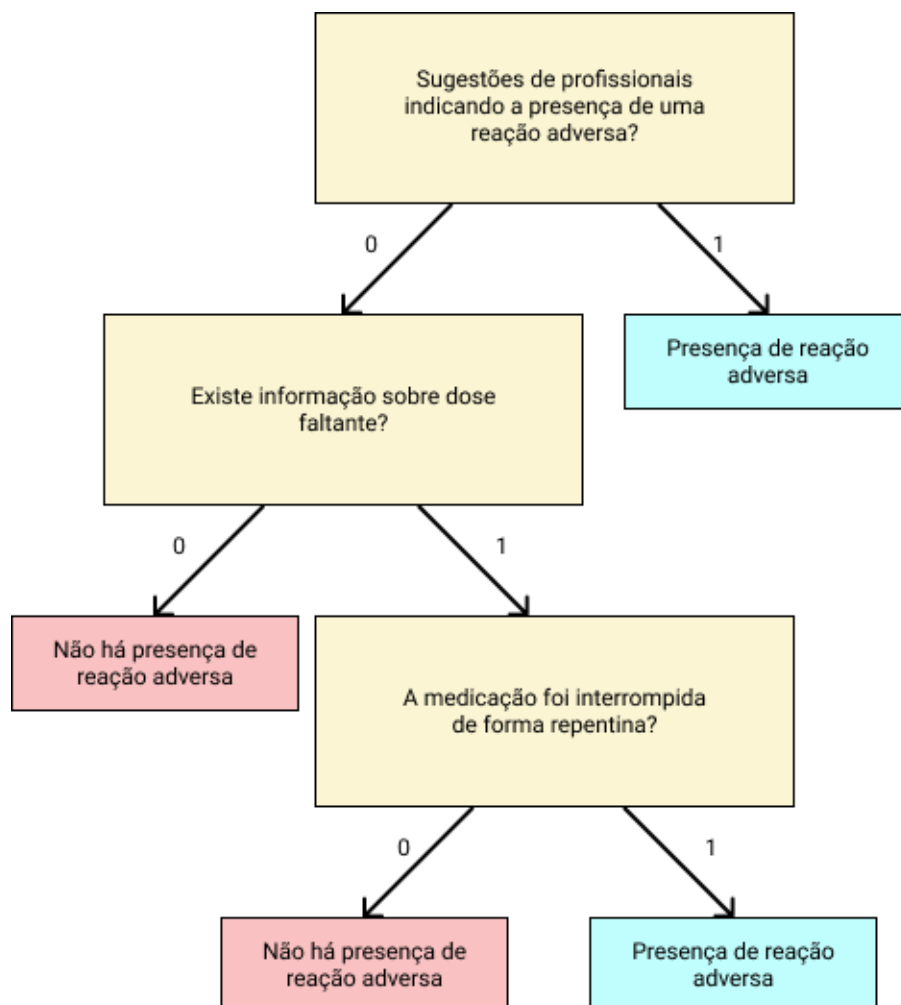 Sugestões de profissionais
indicando a presença de uma
reação adversa?
0
1
Presença de reação
adversa
Existe informação sobre dose
faltante?
0
1
Não há presença de
reação adversa
A medicação foi interrompida
de forma repentina?
0
1
Não há presença de
reação adversa
Presença de reação
adversa